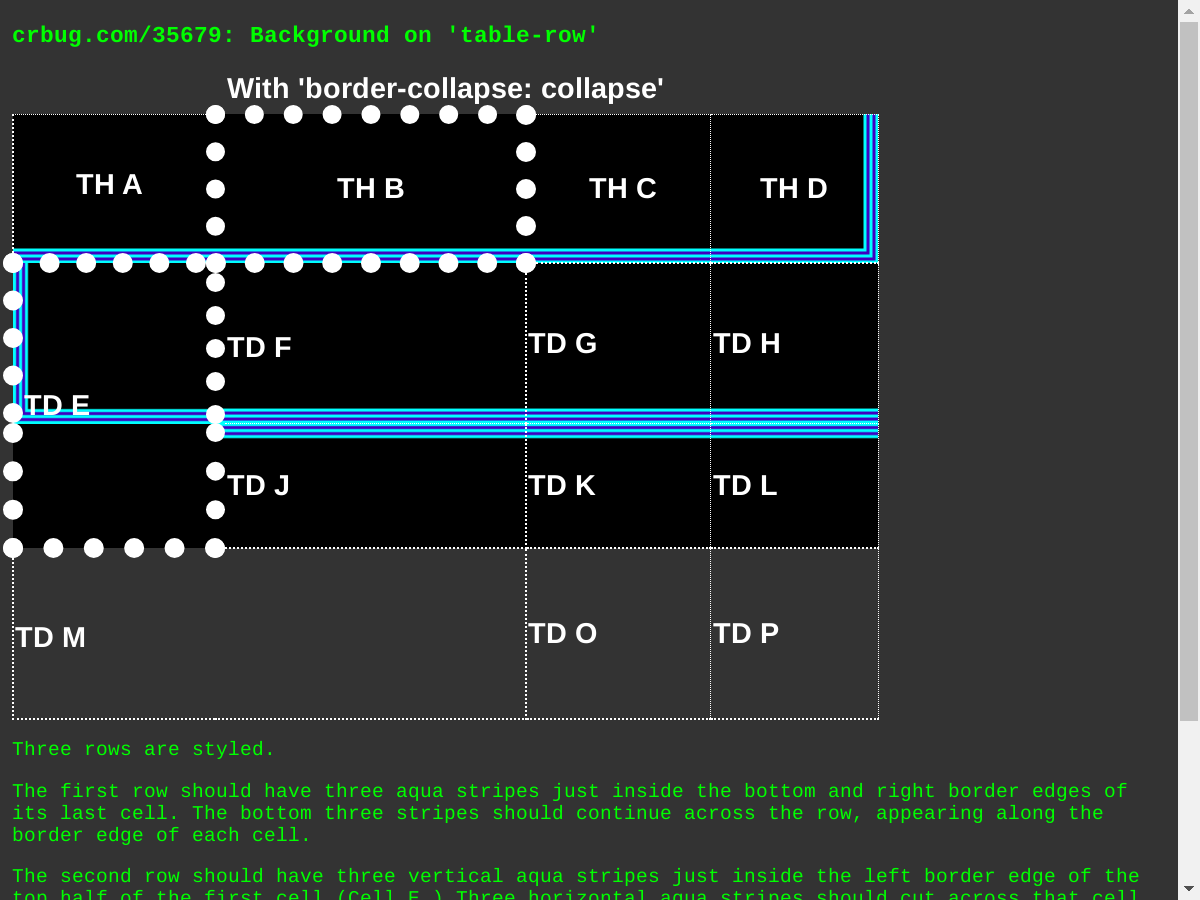 crbug.com/35679: Background on 'table-row'
With 'border-collapse: collapse'
TH A
TH B
TH C
TH D
TD E
TD F
TD G
TD H
TD J
TD K
TD L
TD M
TD O
TD P
Three rows are styled.
The first row should have three aqua stripes just inside the bottom and right border edges of
its last cell. The bottom three stripes should continue across the row, appearing along the
border edge of each cell.
The second row should have three vertical aqua stripes just inside the left border edge of the
top half of the first cell (Cell E.) Three horizontal aqua stripes should cut across that cell